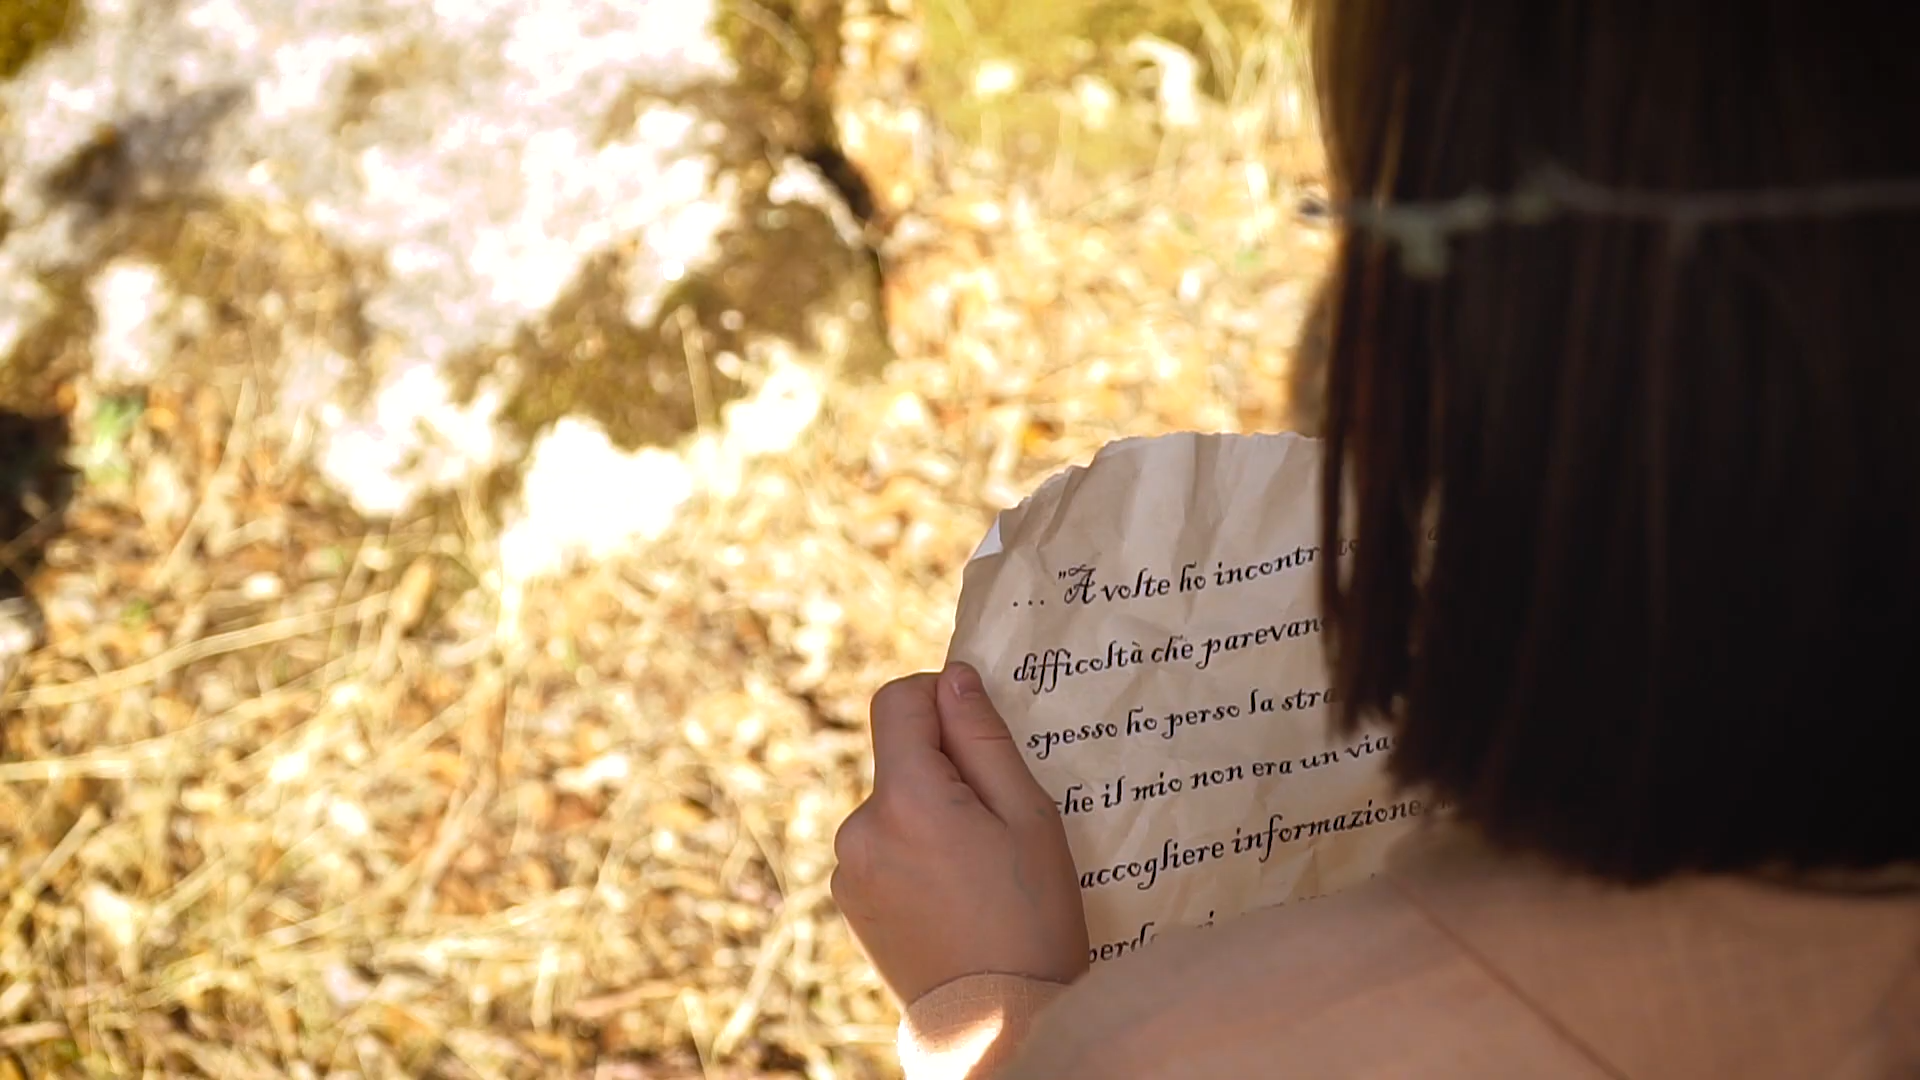 ... "A volte ho incontr
difficoltà che parevan
spesso ho perso la stra
che il mio non era un via
accogliere informazione